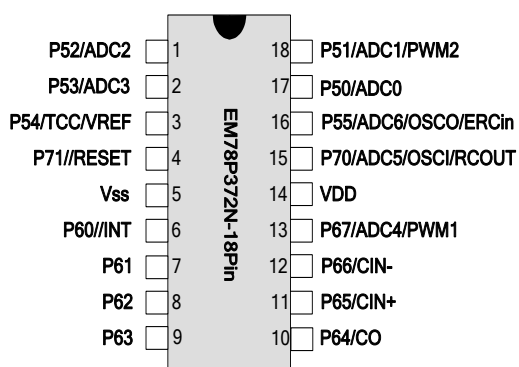 P52/ADC2 1 18 P51/ADC1/PWM2
P53/ADC3 2 17 P50/ADC0
P54/TCC/VREF 3 16 P55/ADC6/OSCO/ERCin
P71//RESET 4 15 P70/ADC5/OSCI/RCOUT
Vss 5 14 VDD
P60//INT 6 13 P67/ADC4/PWM1
P61 7 12 P66/CIN-
P62 8 11 P65/CIN+
P63 9 10 P64/CO
EM78P372N-18Pin